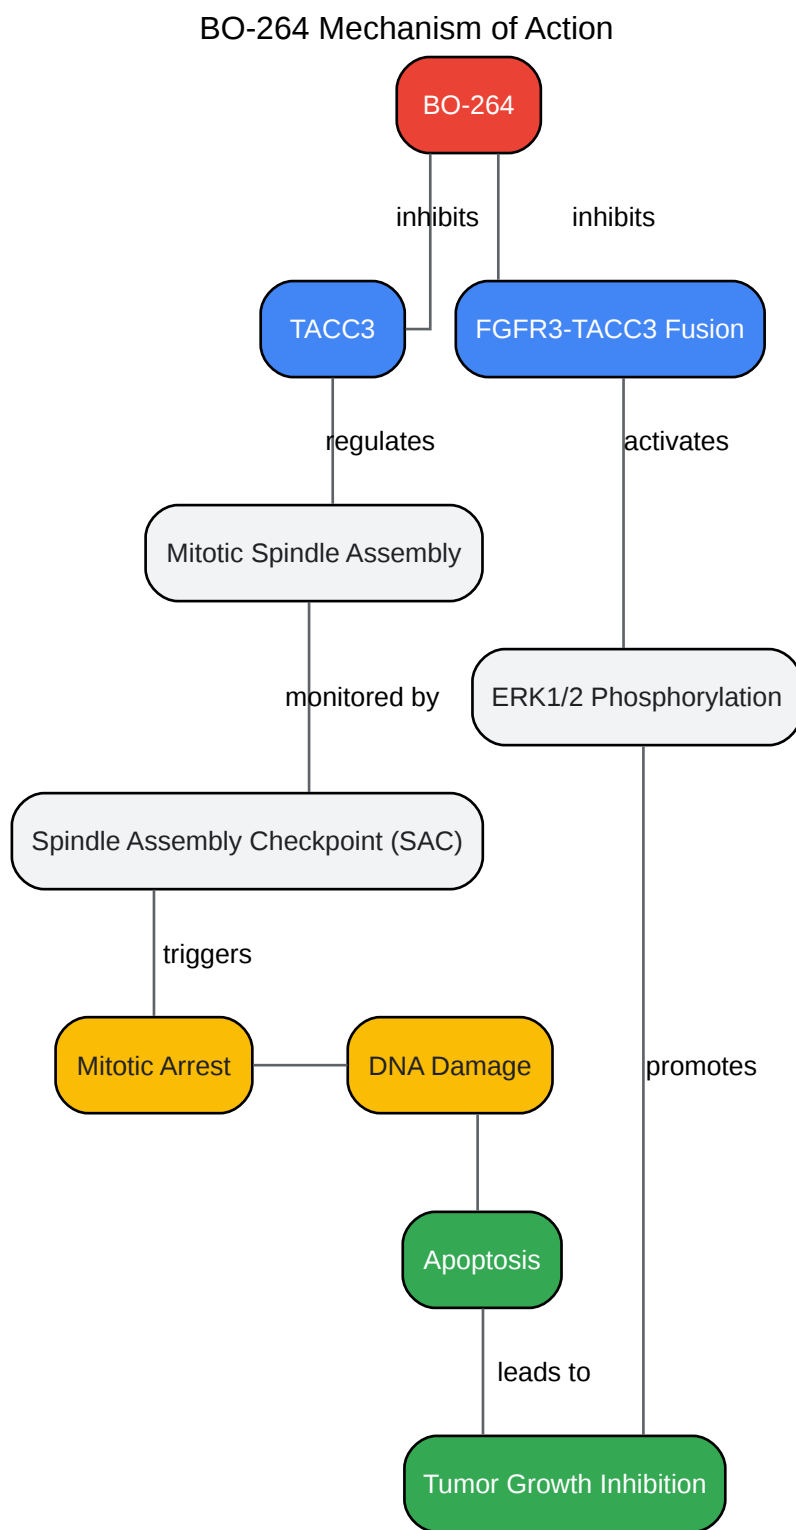 BO-264 Mechanism of Action
BO-264
inhibits
inhibits
TACC3
FGFR3-TACC3 Fusion
regulates
activates
Mitotic Spindle Assembly
monitored by
ERK1/2 Phosphorylation
Spindle Assembly Checkpoint (SAC)
triggers
Mitotic Arrest
DNA Damage
promotes
Apoptosis
leads to
Tumor Growth Inhibition